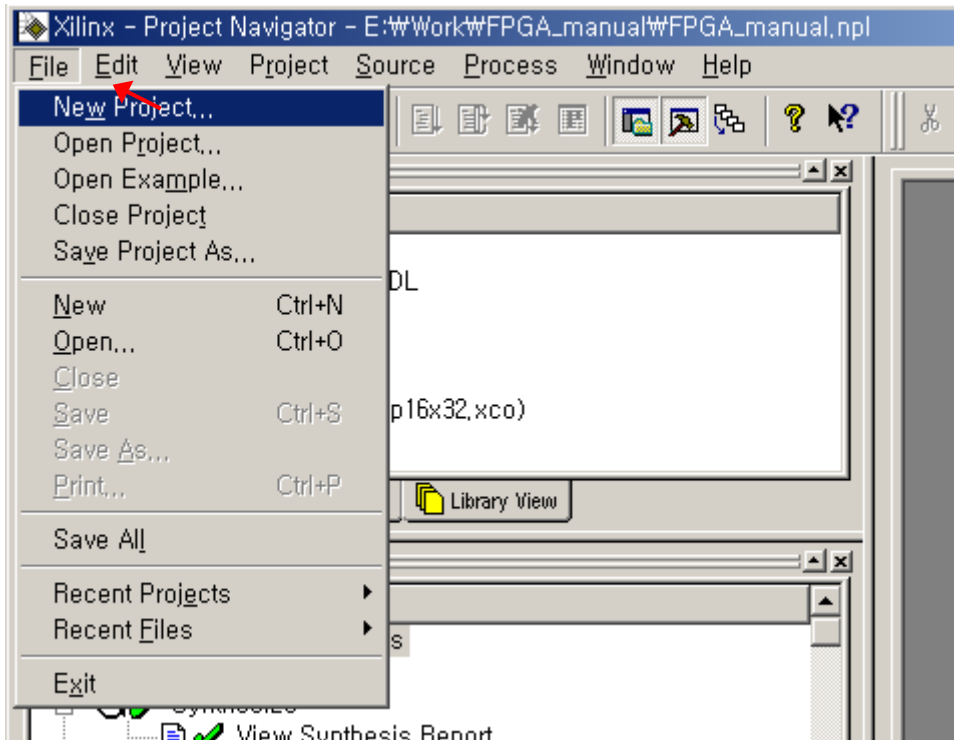 Xilinx - Project Navigator - E:₩Work₩FPGA_manual₩FPGA_manual.npl
File Edit View Project Source Process Window Help
New Project...
Open Project...
Open Example...
Close Project
Save Project As...
DL
New Ctrl+N
Open... Ctrl+O
Close
Save Ctrl+S
p16x32.xco)
Save As...
Print... Ctrl+P
Library View
Save All
Recent Projects
Recent Files
s
Exit
Synthesize
View Synthesis Report